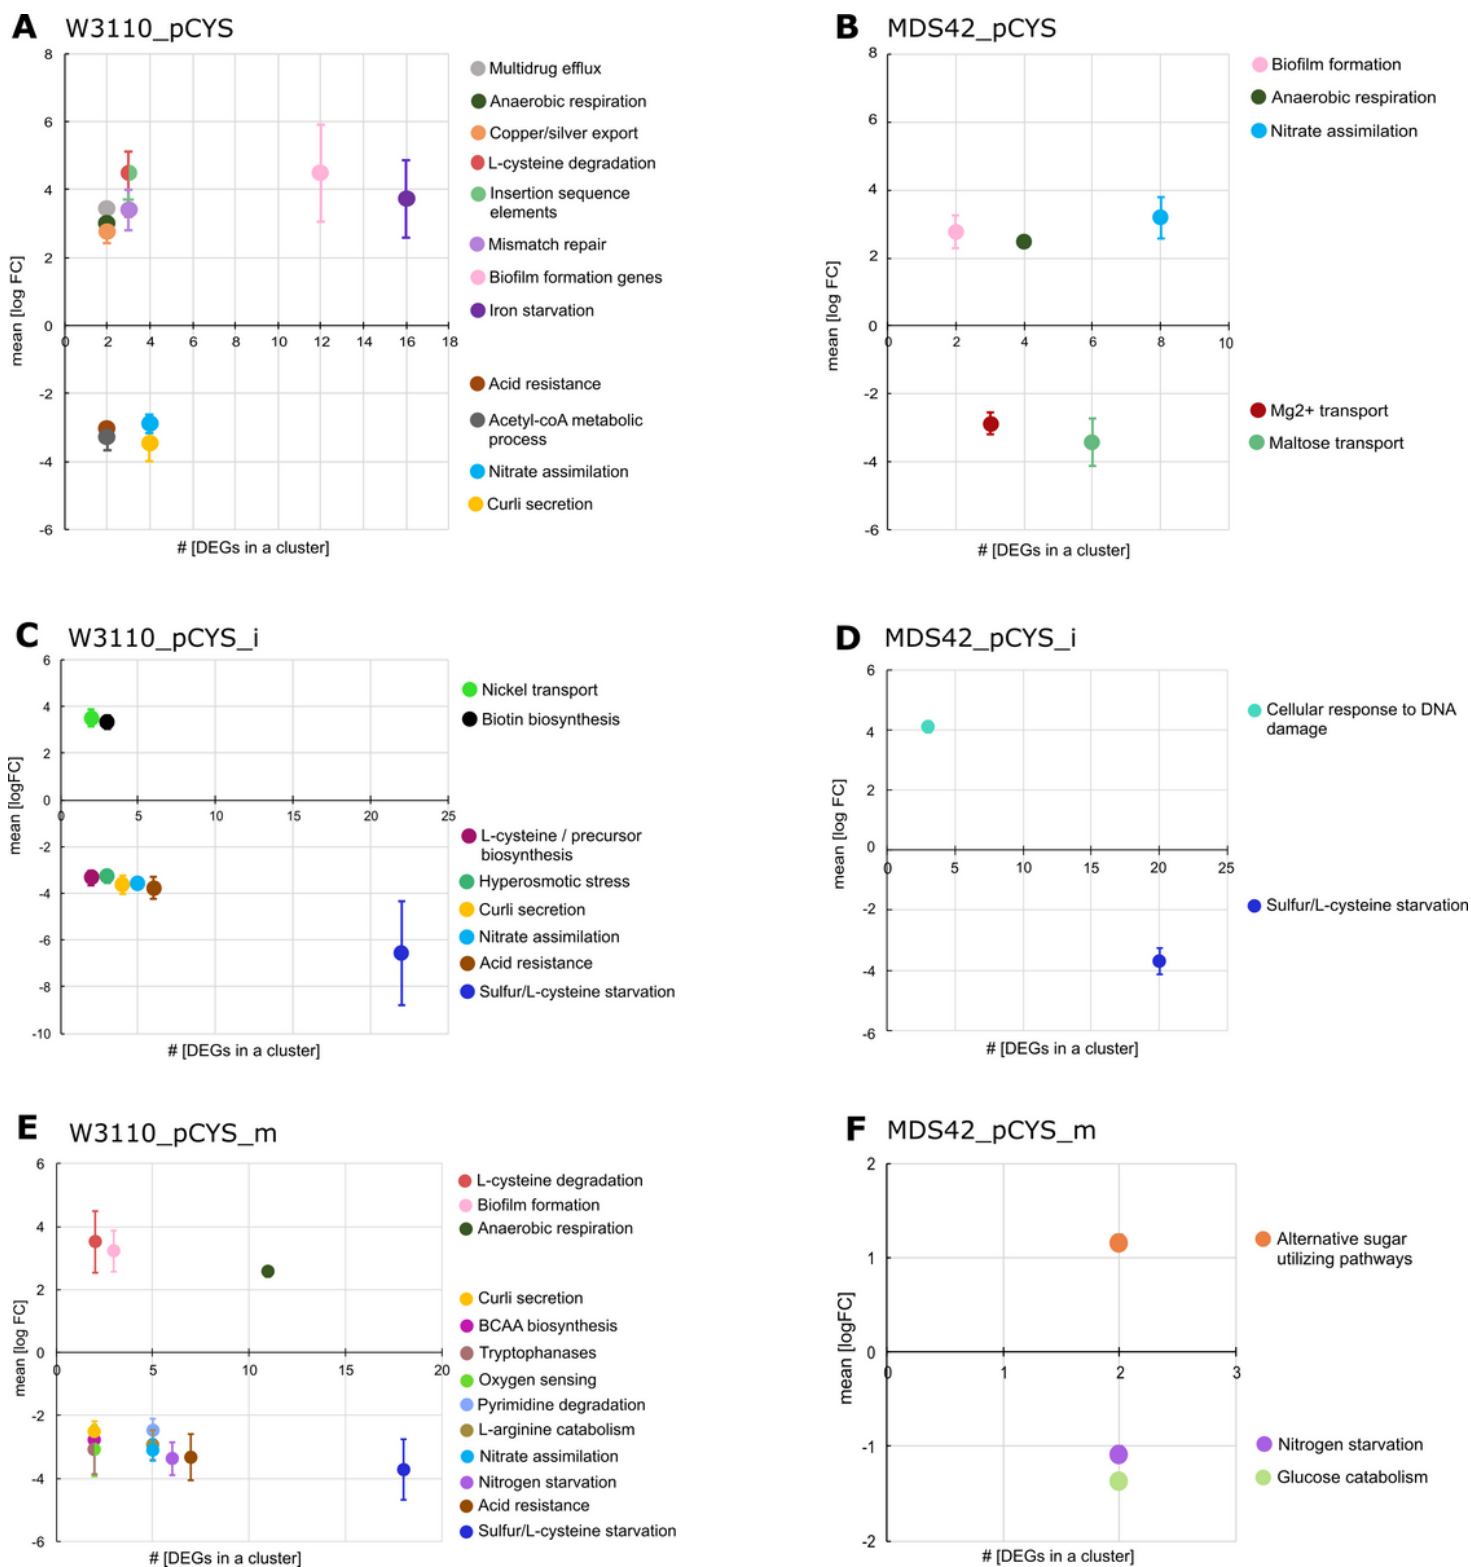 A W3110_pCYS
8
6
4
2
0
-2
-4
-6
0 2 4 6 8 10 12 14 16 18
mean [log FC]
# [DEGs in a cluster]
Multidrug efflux
Anaerobic respiration
Copper/silver export
L-cysteine degradation
Insertion sequence
elements
Mismatch repair
Biofilm formation genes
Iron starvation
Acid resistance
Acetyl-coA metabolic
process
Nitrate assimilation
Curli secretion
B MDS42_pCYS
8
6
4
2
0
-2
-4
-6
2 4 6 8 10
mean [log FC]
# [DEGs in a cluster]
Biofilm formation
Anaerobic respiration
Nitrate assimilation
Mg2+ transport
Maltose transport
C W3110_pCYS_i
6
4
2
0
-2
-4
-6
-8
-10
0 5 10 15 20 25
mean [logFC]
# [DEGs in a cluster]
Nickel transport
Biotin biosynthesis
L-cysteine / precursor
biosynthesis
Hyperosmotic stress
Curli secretion
Nitrate assimilation
Acid resistance
Sulfur/L-cysteine starvation
D MDS42_pCYS_i
6
4
2
0
-2
-4
-6
0 5 10 15 20 25
mean [log FC]
# [DEGs in a cluster]
Cellular response to DNA
damage
Sulfur/L-cysteine starvation
E W3110_pCYS_m
6
4
2
0
-2
-4
-6
0 5 10 15 20
mean [log FC]
# [DEGs in a cluster]
L-cysteine degradation
Biofilm formation
Anaerobic respiration
Curli secretion
BCAA biosynthesis
Tryptophanases
Oxygen sensing
Pyrimidine degradation
L-arginine catabolism
Nitrate assimilation
Nitrogen starvation
Acid resistance
Sulfur/L-cysteine starvation
F MDS42_pCYS_m
2
1
0
-1
-2
0 1 2 3
mean [logFC]
# [DEGs in a cluster]
Alternative sugar
utilizing pathways
Nitrogen starvation
Glucose catabolism